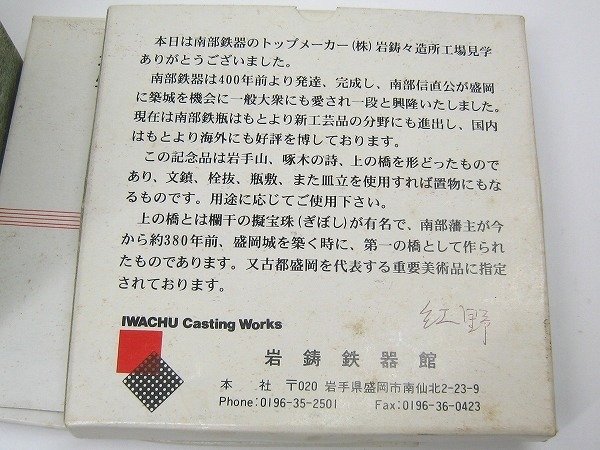 本日は南部鉄器のトップメーカー(株)岩鋳々造所工場見学
ありがとうございました。
南部鉄器は400年前より発達、完成し、南部信直公が盛岡
に築城を機会に一般大衆にも愛され一段と興隆いたしました。
現在は南部鉄瓶はもとより新工芸品の分野にも進出し、国内
はもとより海外にも好評を博しております。
この記念品は岩手山、啄木の詩、上の橋を形どったもので
あり、文鎮、栓抜、瓶敷、また皿立を使用すれば置物にもな
るものです。用途に応じてご使用下さい。
上の橋とは欄干の擬宝珠(ぎぼし)が有名で、南部藩主が今
から約380年前、盛岡城を築く時に、第一の橋として作られ
たものであります。又古都盛岡を代表する重要美術品に指定
されております。
IWACHU Casting Works
紅野
岩鋳鉄器館
本社 〒020 岩手県盛岡市南仙北2-23-9
Phone:0196-35-2501 Fax:0196-36-0423